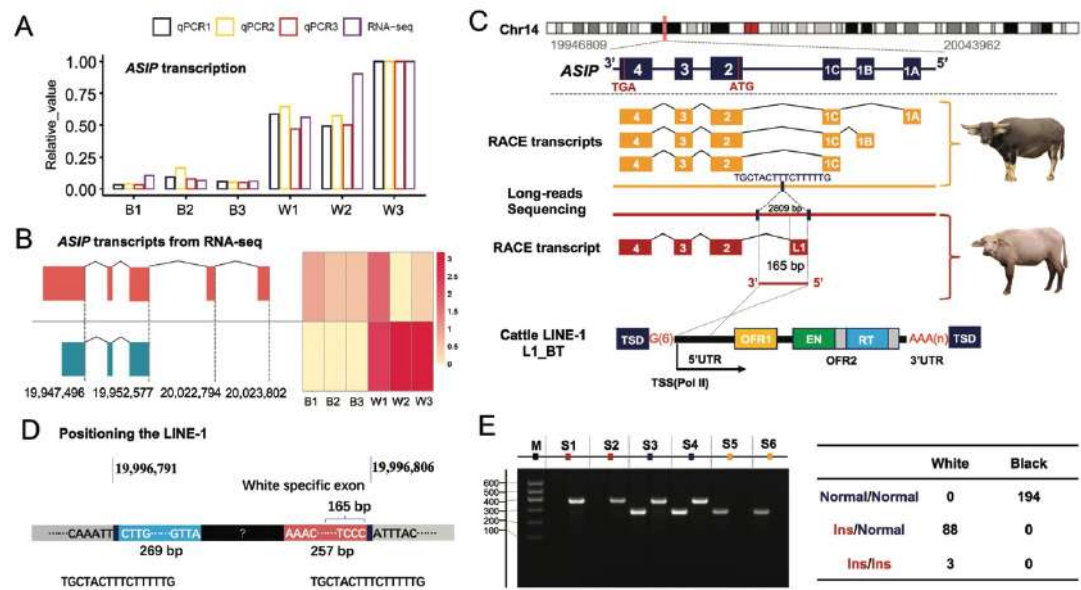 A
qPCR1 qPCR2 qPCR3 RNA-seq
ASIP transcription
Relative_value
1.00
0.75
0.50
0.25
0.00
B1 B2 B3 W1 W2 W3
B
ASIP transcripts from RNA-seq
3
2.5
2
1.5
1
0.5
0
19,947,496 19,952,577 20,022,794 20,023,802
B1 B2 B3 W1 W2 W3
C
Chr14
19946809 20043962
3' 5'
ASIP 4 3 2 1C 1B 1A
TGA ATG
4 3 2 1C 1A
RACE transcripts
4 3 2 1C 1B
4 3 2 1C
TGCTACTTTCTTTTTG
Long-reads
Sequencing
2809 bp
RACE transcript 4 3 2 L1
165 bp
3' 5'
Cattle LINE-1
L1_BT
TSD G(6) OFR1 EN RT AAA(n) TSD
5'UTR OFR2 3'UTR
TSS(Pol II)
D
Positioning the LINE-1
19,996,791 19,996,806
White specific exon
165 bp
CAAATT CTTG GTTA ? AAAC TCCC ATTTAC
269 bp 257 bp
TGCTACTTTCTTTTTG TGCTACTTTCTTTTTG
E
M S1 S2 S3 S4 S5 S6
600
500
400
300
200
100
White Black
Normal/Normal 0 194
Ins/Normal 88 0
Ins/Ins 3 0